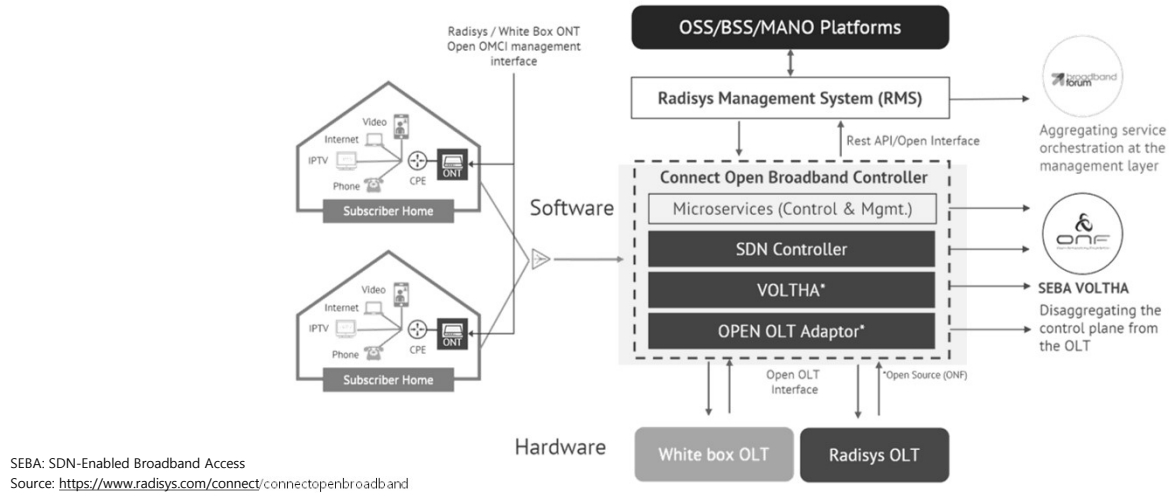 Radisys / White Box ONT
Open OMCI management
interface
OSS/BSS/MANO Platforms
Radisys Management System (RMS)
broadband
forum
Aggregating service
orchestration at the
management layer
Rest API/Open Interface
Video
Internet
IPTV
Phone
CPE
ONT
Subscriber Home
Software
Connect Open Broadband Controller
Microservices (Control & Mgmt.)
SDN Controller
VOLTHA*
OPEN OLT Adaptor*
ONF
SEBA VOLTHA
Disaggregating the
control plane from
the OLT
Video
Internet
IPTV
Phone
CPE
ONT
Subscriber Home
Open OLT
Interface
*Open Source (ONF)
Hardware
White box OLT
Radisys OLT
SEBA: SDN-Enabled Broadband Access
Source: https://www.radisys.com/connect/connectopenbroadband